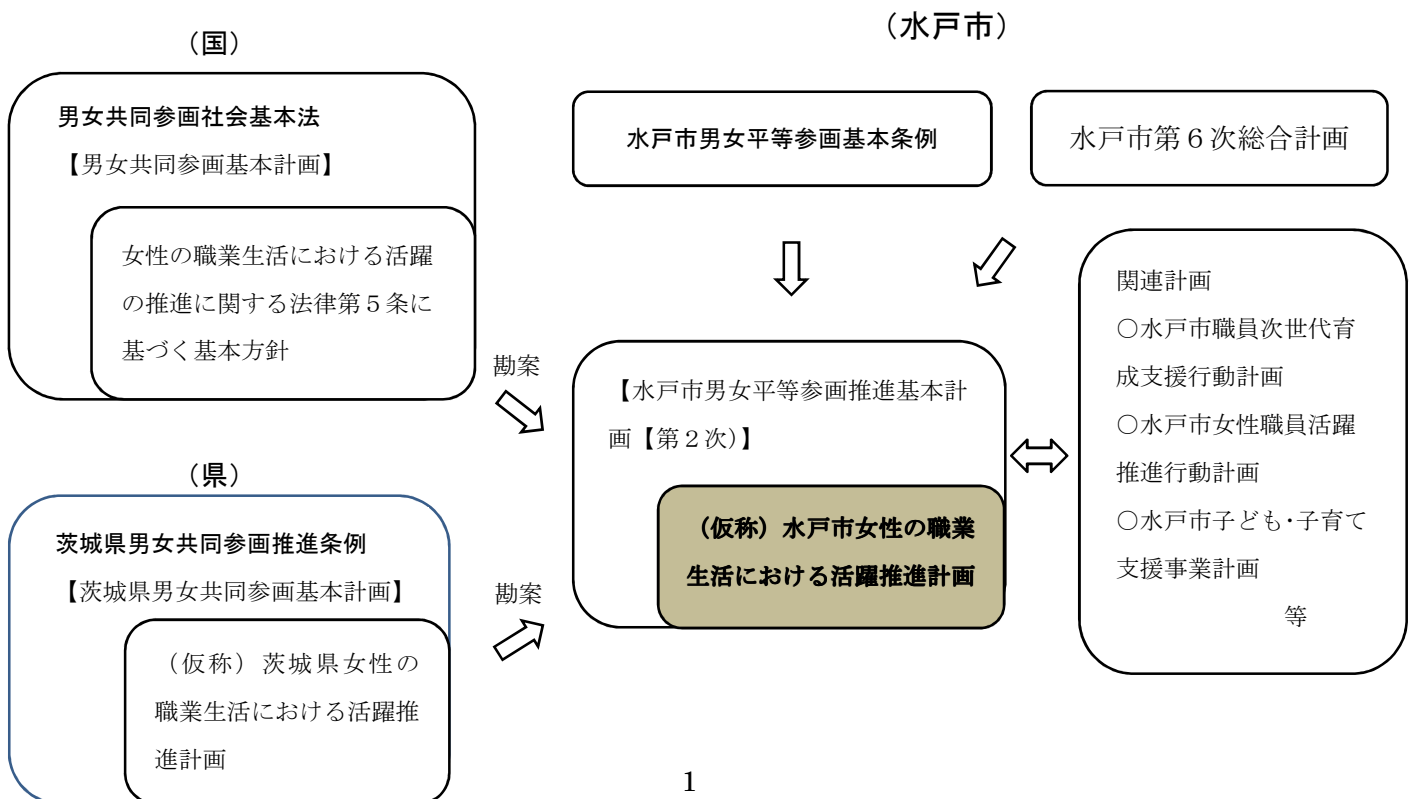 （国）
男女共同参画社会基本法
【男女共同参画基本計画】
女性の職業生活における活躍
の推進に関する法律第５条に
基づく基本方針
勘案
（県）
茨城県男女共同参画推進条例
【茨城県男女共同参画基本計画】
（仮称）茨城県女性の
職業生活における活躍推
進計画
勘案
（水戸市）
水戸市男女平等参画基本条例
水戸市第６次総合計画
【水戸市男女平等参画推進基本計
画【第２次）】
（仮称）水戸市女性の職業
生活における活躍推進計画
関連計画
○水戸市職員次世代育
成支援行動計画
○水戸市女性職員活躍
推進行動計画
○水戸市子ども・子育て
支援事業計画
等
1